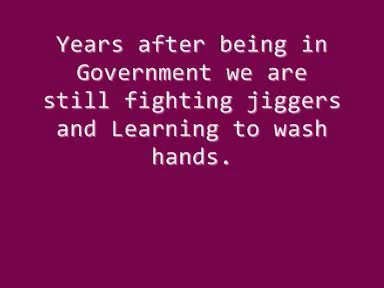 Years after being in
Government we are
still fighting jiggers
and Learning to wash
hands.